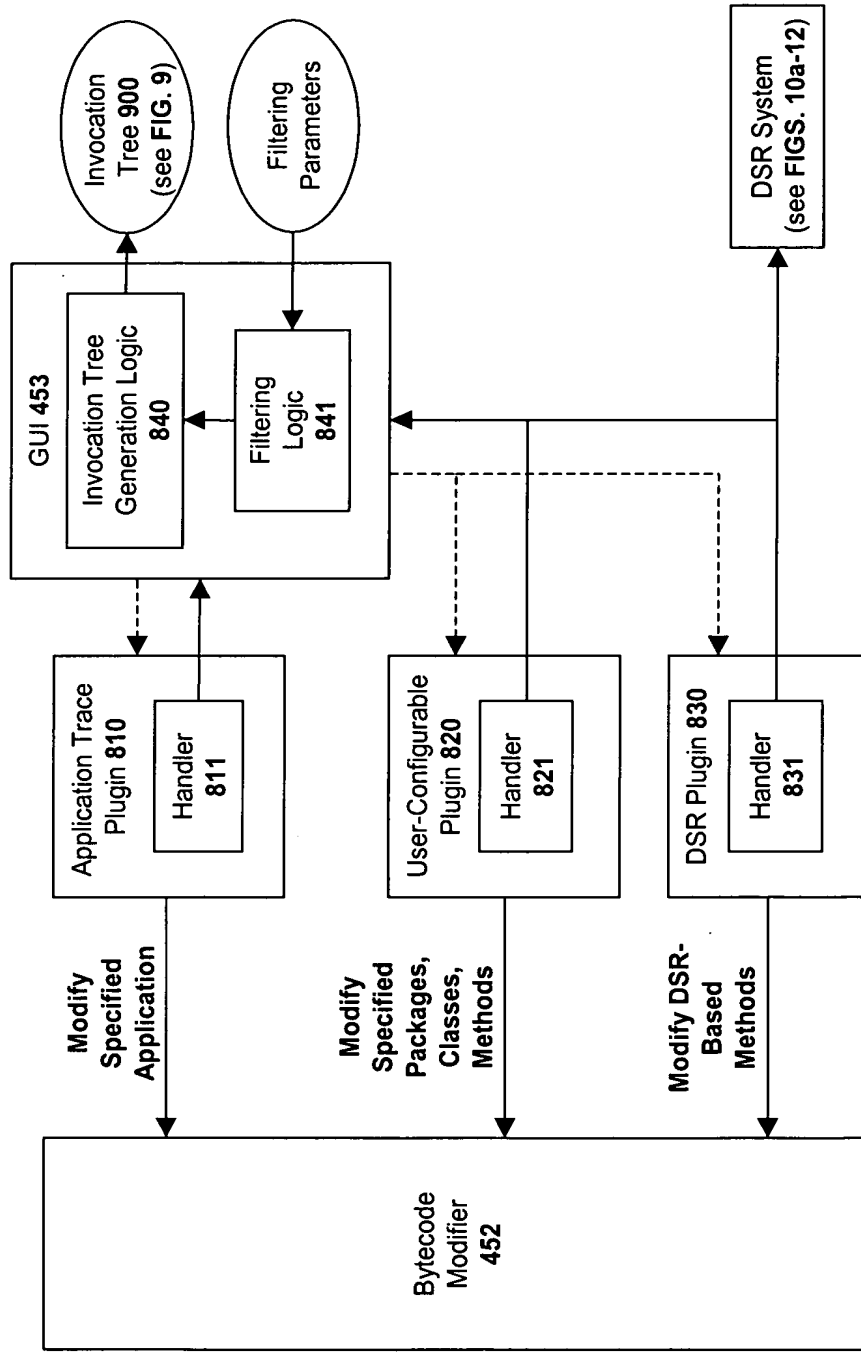 Bytecode
Modifier
452
Modify
Specified
Application
Modify
Specified
Packages,
Classes,
Methods
Modify DSR-
Based
Methods
Application Trace
Plugin 810
Handler
811
User-Configurable
Plugin 820
Handler
821
DSR Plugin 830
Handler
831
GUI 453
Invocation Tree
Generation Logic
840
Filtering
Logic
841
Invocation
Tree 900
(see FIG. 9)
Filtering
Parameters
DSR System
(see FIGS. 10a-12)